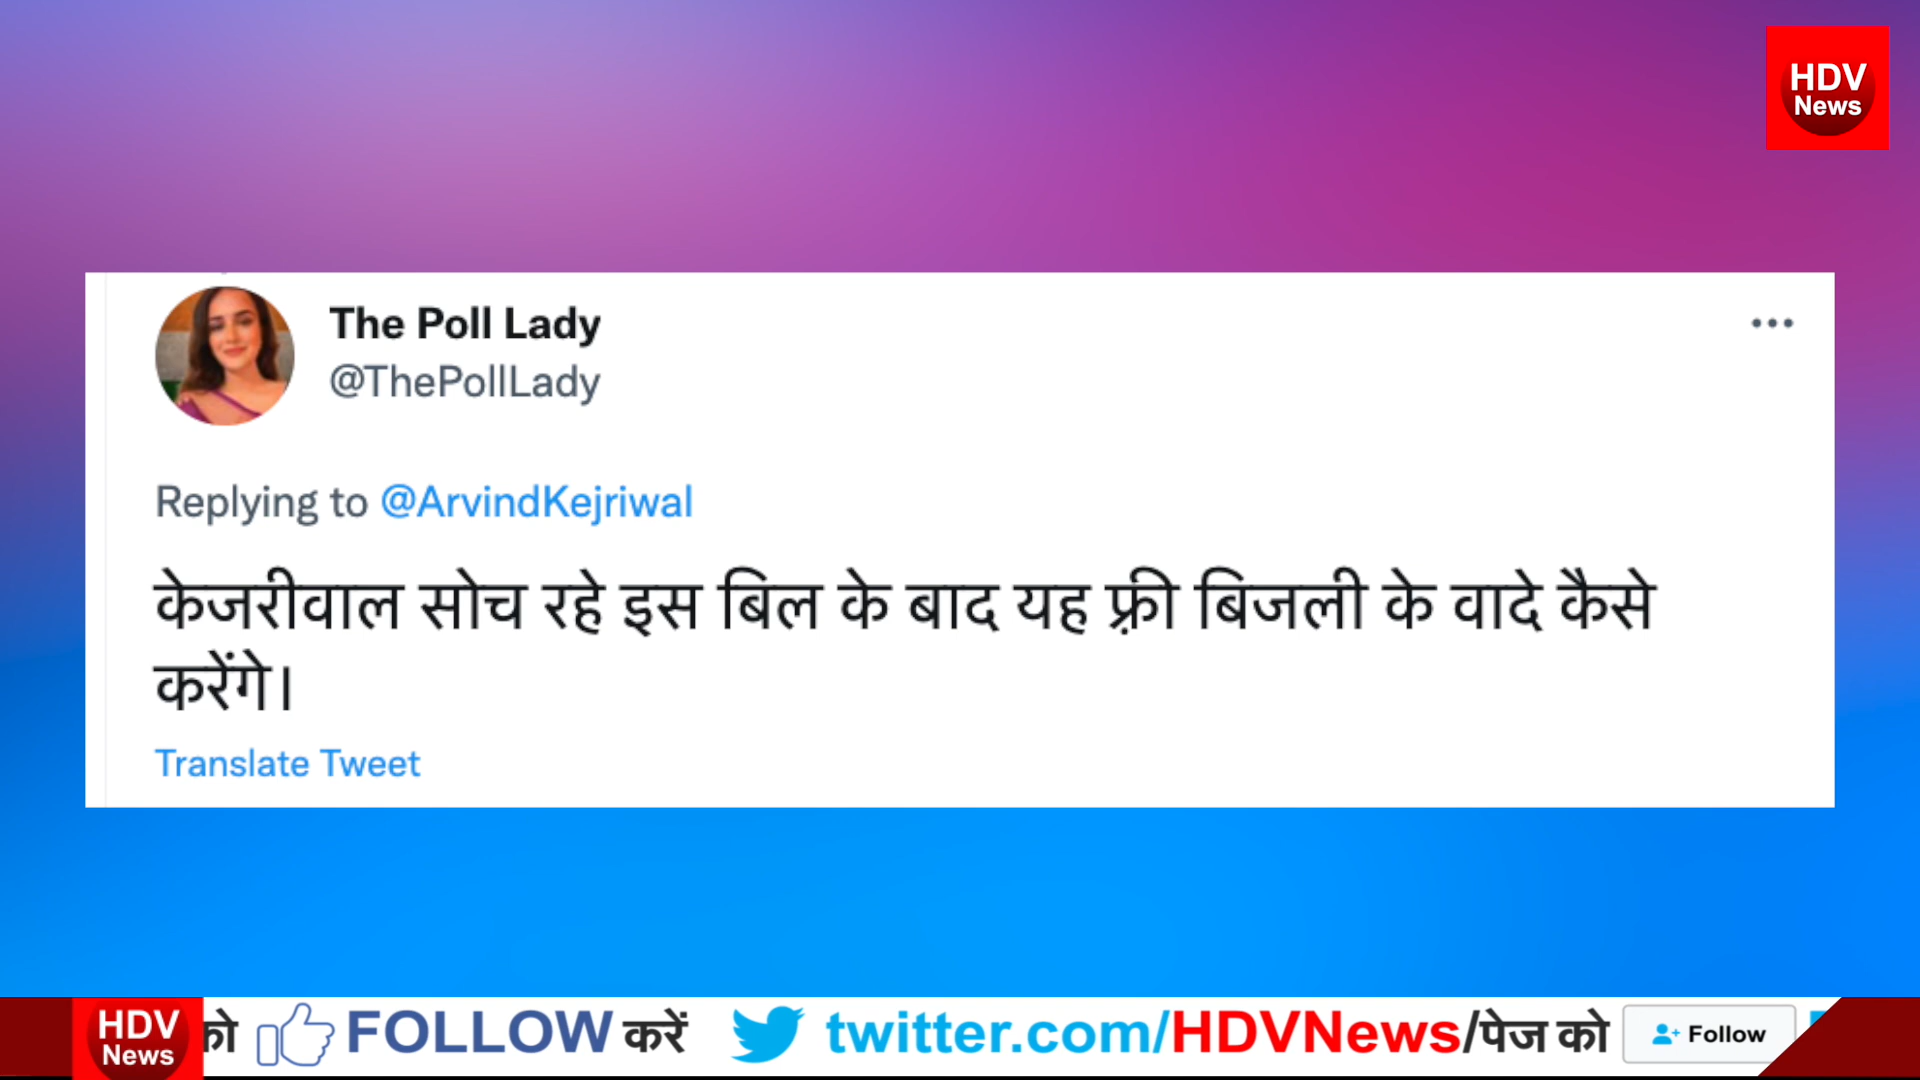 HDV
News
The Poll Lady
@ThePollLady
Replying to @ArvindKejriwal
केजरीवाल सोच रहे इस बिल के बाद यह फ़्री बिजली के वादे कैसे
करेंगे।
Translate Tweet
HDV
News
को FOLLOW करें twitter.com/HDVNews/पेज को Follow